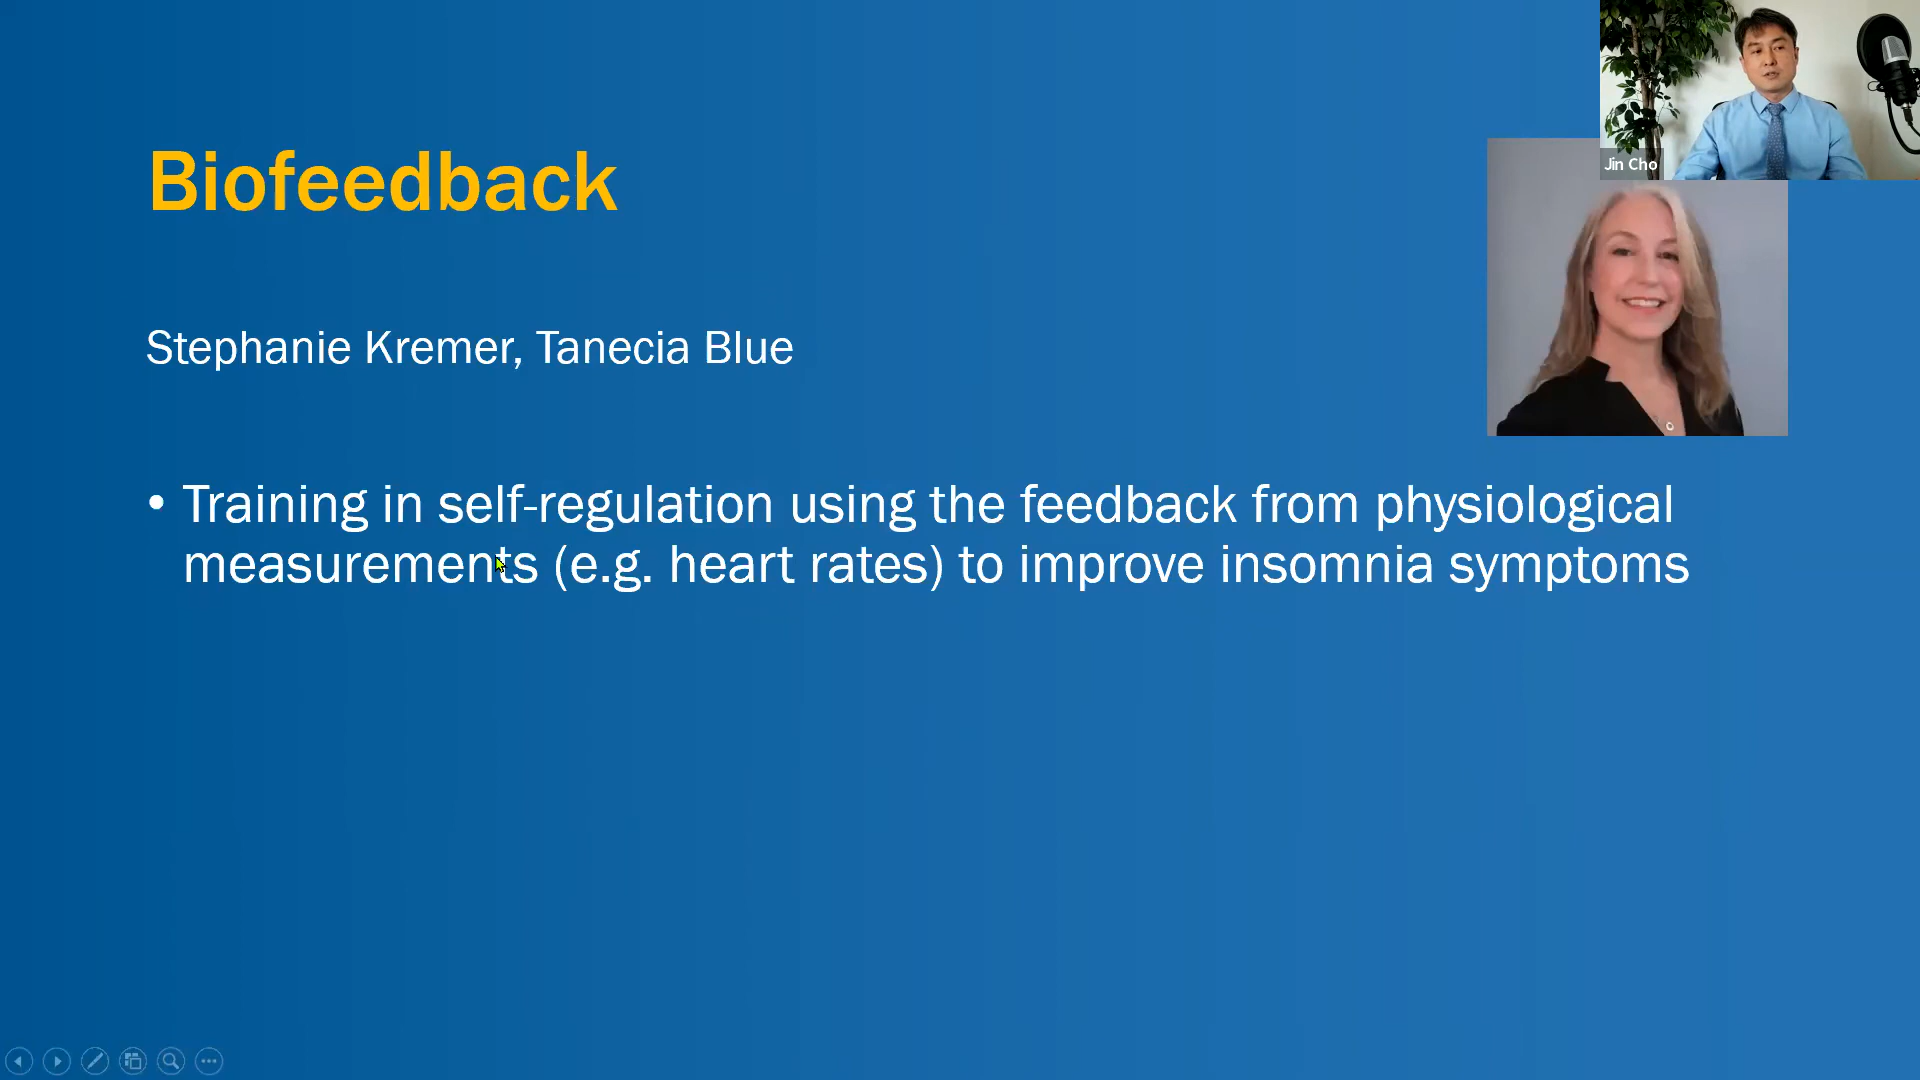 Biofeedback
Jin Cho
Stephanie Kremer, Tanecia Blue
• Training in self-regulation using the feedback from physiological
measurements (e.g. heart rates) to improve insomnia symptoms